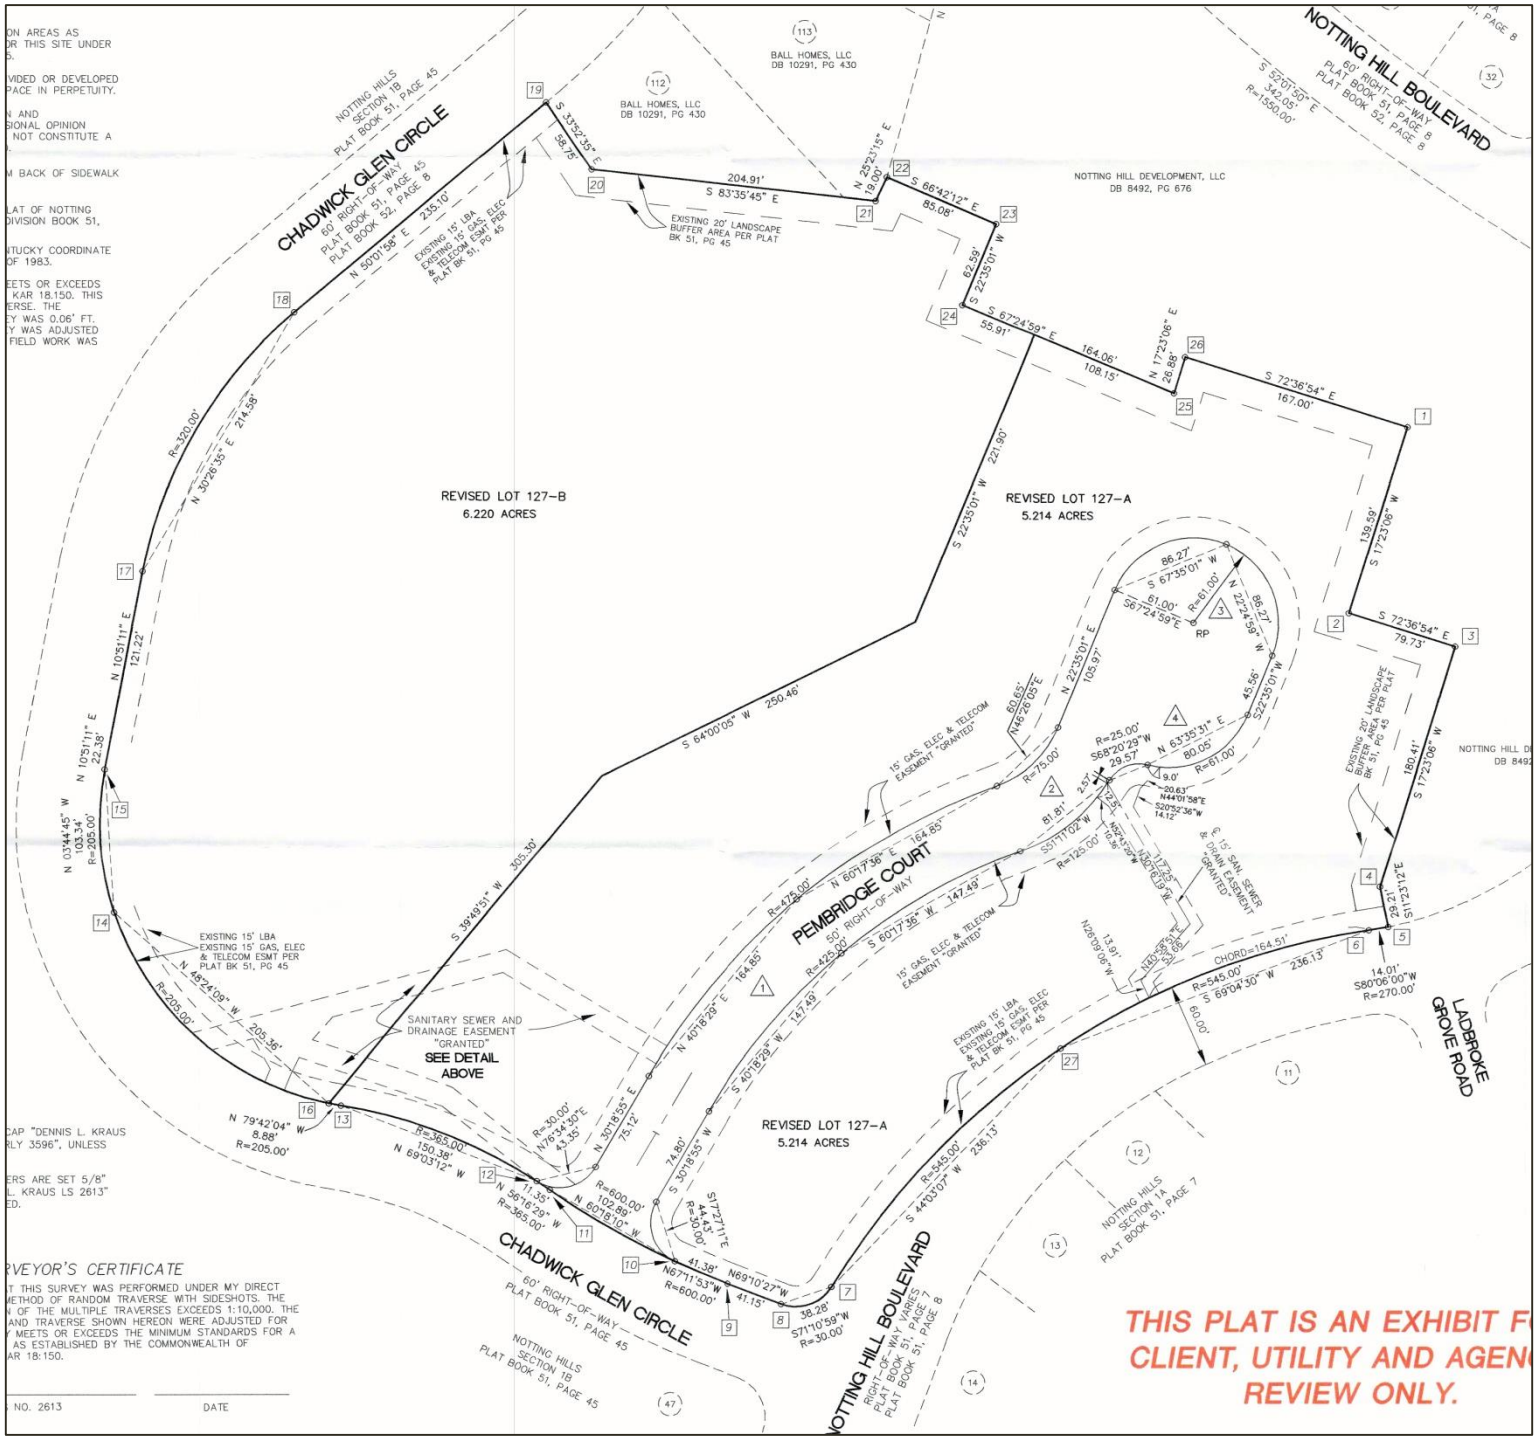 ON AREAS AS
OR THIS SITE UNDER
VIDED OR DEVELOPED
PACE IN PERPETUITY.
N AND
SIONAL OPINION
NOT CONSTITUTE A
M BACK OF SIDEWALK
LAT OF NOTTING
DIVISION BOOK 51,
NTUCKY COORDINATE
OF 1983.
EETS OR EXCEEDS
KAR 18.150. THIS
ERSE. THE
EY WAS 0.06' FT.
Y WAS ADJUSTED
FIELD WORK WAS
NOTTING HILLS
SECTION 1B
PLAT BOOK 51, PAGE 45
CHADWICK GLEN CIRCLE
60' RIGHT-OF-WAY
PLAT BOOK 51, PAGE 45
PLAT BOOK 52, PAGE 8
N 50°01'58" E 235.10'
EXISTING 15' LBA
EXISTING 15' GAS, ELEC
& TELECOM ESMT PER
PLAT BK 51, PG 45
19
S 33°52'35" E
58.75'
112
BALL HOMES, LLC
DB 10291, PG 430
113
BALL HOMES, LLC
DB 10291, PG 430
N
20
204.91'
S 83°35'45" E
EXISTING 20' LANDSCAPE
BUFFER AREA PER PLAT
BK 51, PG 45
21
N 25°23'15" E
19.00'
22
S 66°42'12" E
85.08'
23
S 22°35'01" W
62.59'
24
S 67°24'59" E
55.91'
164.06'
108.15'
N 17°23'06" E
26.88'
25
26
S 72°36'54" E
167.00'
1
NOTTING HILL DEVELOPMENT, LLC
DB 8492, PG 676
S 52°01'50" E
342.05'
R=1550.00'
NOTTING HILL BOULEVARD
60' RIGHT-OF-WAY
PLAT BOOK 51, PAGE 8
PLAT BOOK 52, PAGE 8
51, PAGE 8
32
139.59'
S 17°23'06" W
2
S 72°36'54" E
79.73'
3
EXISTING 20' LANDSCAPE
BUFFER AREA PER PLAT
BK 51, PG 45
180.41'
S 17°23'06" W
NOTTING HILL D
DB 8492
4
S11°23'12"E
29.21'
5
6
14.01'
S80°06'00"W
R=270.00'
LADBROKE
GROVE ROAD
18
R=320.00'
N 30°26'35" E 214.58'
17
N 10°51'11" E
121.22'
N 10°51'11" E
22.38'
15
N 03°44'45" W
103.34'
R=205.00'
14
EXISTING 15' LBA
EXISTING 15' GAS, ELEC
& TELECOM ESMT PER
PLAT BK 51, PG 45
N 48°24'09" W 205.36'
R=205.00'
REVISED LOT 127-B
6.220 ACRES
REVISED LOT 127-A
5.214 ACRES
S 22°35'01" W 221.90'
S 64°00'05" W 250.46'
S 39°49'51" W 305.30'
86.27'
S 67°35'01" W
61.00'
S67°24'59"E
R=61.00'
3
RP
86.27'
N 22°24'59" W
45.56'
S22°35'01"W
N 22°35'01" E
105.97'
60.65'
N46°26'05"E
R=75.00'
4
N 63°35'31" E
80.05'
R=61.00'
R=25.00'
S68°20'29"W
29.57'
2.57'
12.5'
9.0'
20.63'
N44°01'58"E
S20°52'36"W
14.12'
15' GAS, ELEC & TELECOM
EASEMENT "GRANTED"
2
81.81'
S51°11'02"W
R=125.00'
N52°43'20"W
10.36'
117.25'
N30°16'19"W
℄ 15' SAN. SEWER
& DRAIN EASEMENT
"GRANTED"
N40°58'51"E
53.66'
13.91'
N26°09'06"W
CHORD=164.51'
R=545.00'
S 69°04'30" W 236.13'
60.00'
R=475.00'
N 60°17'36" E 164.85'
PEMBRIDGE COURT
50' RIGHT-OF-WAY
R=425.00'
S 60°17'36" W 147.49'
15' GAS, ELEC & TELECOM
EASEMENT "GRANTED"
164.85'
N 40°18'29" E
1
S 40°18'29" W 147.49'
EXISTING 15' LBA
EXISTING 15' GAS, ELEC
& TELECOM ESMT PER
PLAT BK 51, PG 45
27
SANITARY SEWER AND
DRAINAGE EASEMENT
"GRANTED"
SEE DETAIL
ABOVE
16
13
N 79°42'04" W
8.88'
R=205.00'
R=365.00'
150.38'
N 69°03'12" W
R=30.00'
N76°34'30"E
43.35'
N 30°18'55" E
75.12'
74.80'
S 30°18'55" W
12
11.35'
N 56°16'29" W
R=365.00'
11
R=600.00'
102.89'
N 60°18'10" W
S17°27'11"E
44.43'
R=30.00'
10
41.38'
N67°11'53"W
R=600.00'
N69°10'27"W
41.15'
9
8
38.28'
S71°10'59"W
R=30.00'
7
REVISED LOT 127-A
5.214 ACRES
R=545.00'
S 44°03'07" W 236.13'
CHADWICK GLEN CIRCLE
60' RIGHT-OF-WAY
PLAT BOOK 51, PAGE 45
NOTTING HILLS
SECTION 1B
PLAT BOOK 51, PAGE 45
47
NOTTING HILL BOULEVARD
RIGHT-OF-WAY VARIES
PLAT BOOK 51, PAGE 7
PLAT BOOK 51, PAGE 8
NOTTING HILLS
SECTION 1A
PLAT BOOK 51, PAGE 7
11
12
13
14
CAP "DENNIS L. KRAUS
RLY 3596", UNLESS
ERS ARE SET 5/8"
L. KRAUS LS 2613"
ED.
RVEYOR'S CERTIFICATE
T THIS SURVEY WAS PERFORMED UNDER MY DIRECT
METHOD OF RANDOM TRAVERSE WITH SIDESHOTS. THE
N OF THE MULTIPLE TRAVERSES EXCEEDS 1:10,000. THE
AND TRAVERSE SHOWN HEREON WERE ADJUSTED FOR
Y MEETS OR EXCEEDS THE MINIMUM STANDARDS FOR A
AS ESTABLISHED BY THE COMMONWEALTH OF
AR 18:150.
NO. 2613
DATE
THIS PLAT IS AN EXHIBIT F
CLIENT, UTILITY AND AGEN
REVIEW ONLY.